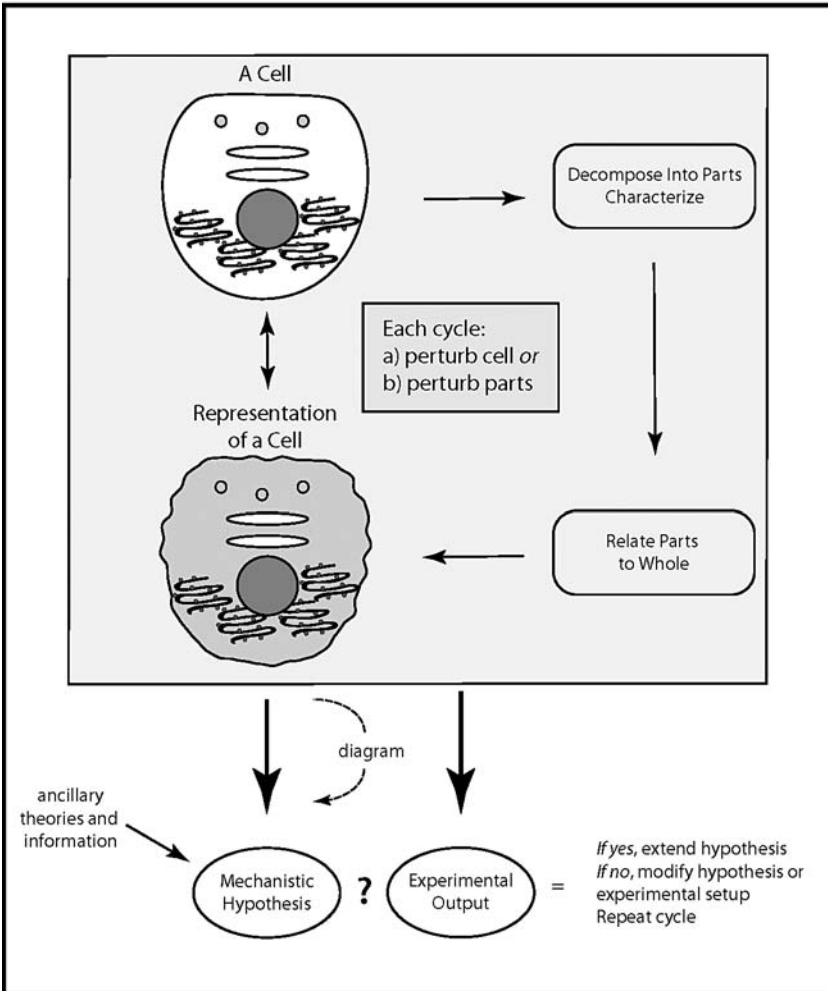 A Cell
Decompose Into Parts
Characterize
Each cycle:
a) perturb cell or
b) perturb parts
Representation
of a Cell
Relate Parts
to Whole
diagram
ancillary
theories and
information
Mechanistic
Hypothesis
?
Experimental
Output
=
If yes, extend hypothesis
If no, modify hypothesis or
experimental setup
Repeat cycle